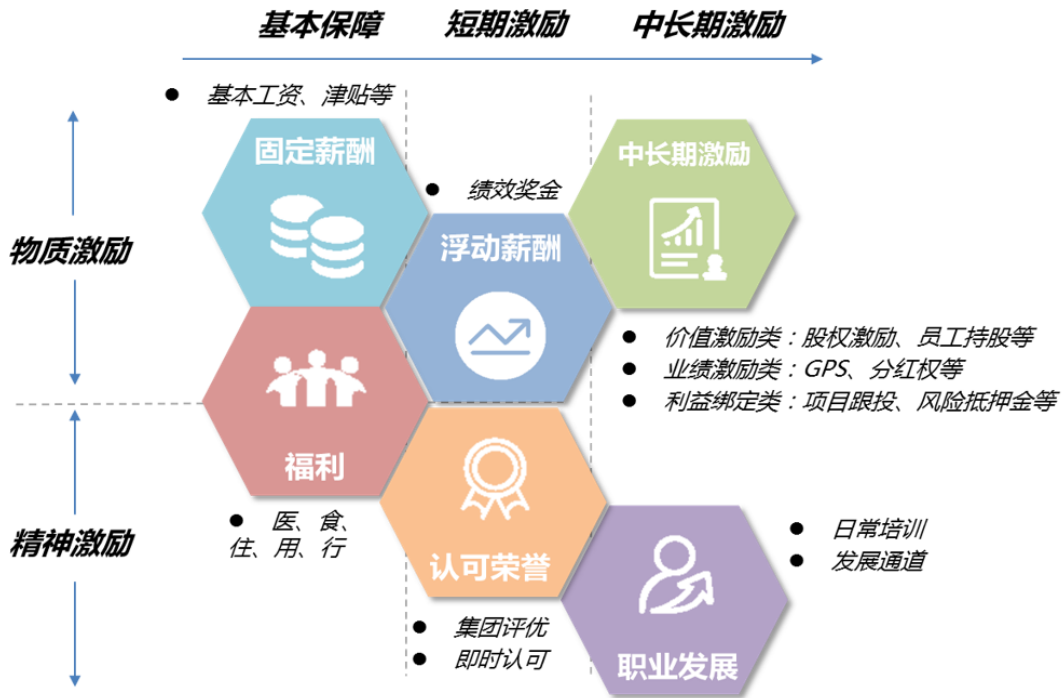 基本保障 短期激励 中长期激励
● 基本工资、津贴等
固定薪酬
中长期激励
● 绩效奖金
浮动薪酬
物质激励
● 价值激励类：股权激励、员工持股等
● 业绩激励类：GPS、分红权等
● 利益绑定类：项目跟投、风险抵押金等
福利
精神激励
● 医、食、
住、用、行
认可荣誉
● 日常培训
● 发展通道
● 集团评优
● 即时认可
职业发展